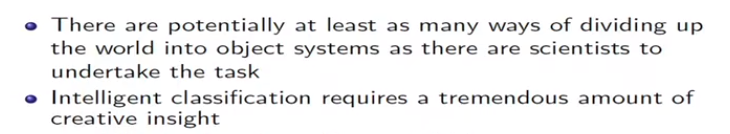 There are potentially at least as many ways of dividing up
the world into object systems as there are scientists to
undertake the task
Intelligent classification requires a tremendous amount of
creative insight